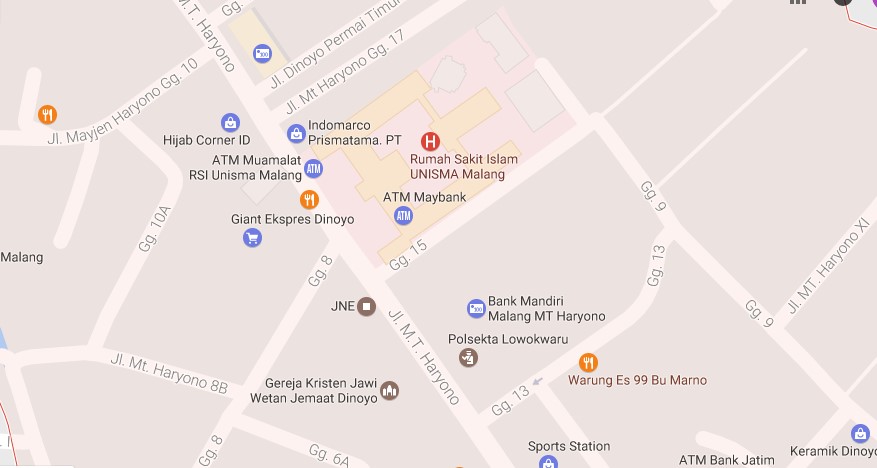 Gg.
Jl. M.T. Haryono
Jl. Dinoyo Permai Timur
Jl. Mt Haryono Gg. 17
Jl. Mayjen Haryono Gg. 10
Hijab Corner ID
Indomarco
Prismatama. PT
ATM Muamalat
RSI Unisma Malang
ATM
Rumah Sakit Islam
UNISMA Malang
H
ATM Maybank
ATM
Giant Ekspres Dinoyo
Gg. 9
Gg. 10A
Gg. 15
Gg. 13
Jl. MT. Haryono XI
Malang
Gg. 8
JNE
Bank Mandiri
Malang MT Haryono
Gg. 9
Jl. M.T. Haryono
Polsekta Lowokwaru
Jl. Mt. Haryono 8B
Gereja Kristen Jawi
Wetan Jemaat Dinoyo
Warung Es 99 Bu Marno
Gg. 13
Gg. 8
Gg. 6A
Sports Station
ATM Bank Jatim
Keramik Dinoyo